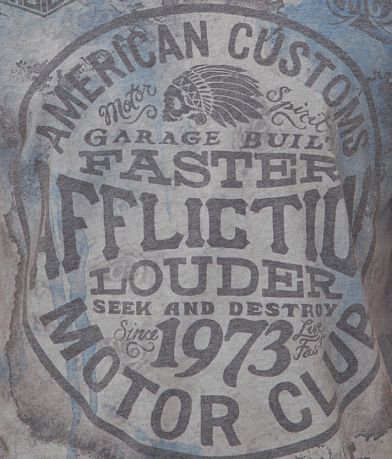 AMERICAN CUSTOMS
Motor Spirit
GARAGE BUILT
FASTER
AFFLICTION
LOUDER
SEEK AND DESTROY
Since 1973 Live Fast
MOTOR CLUB